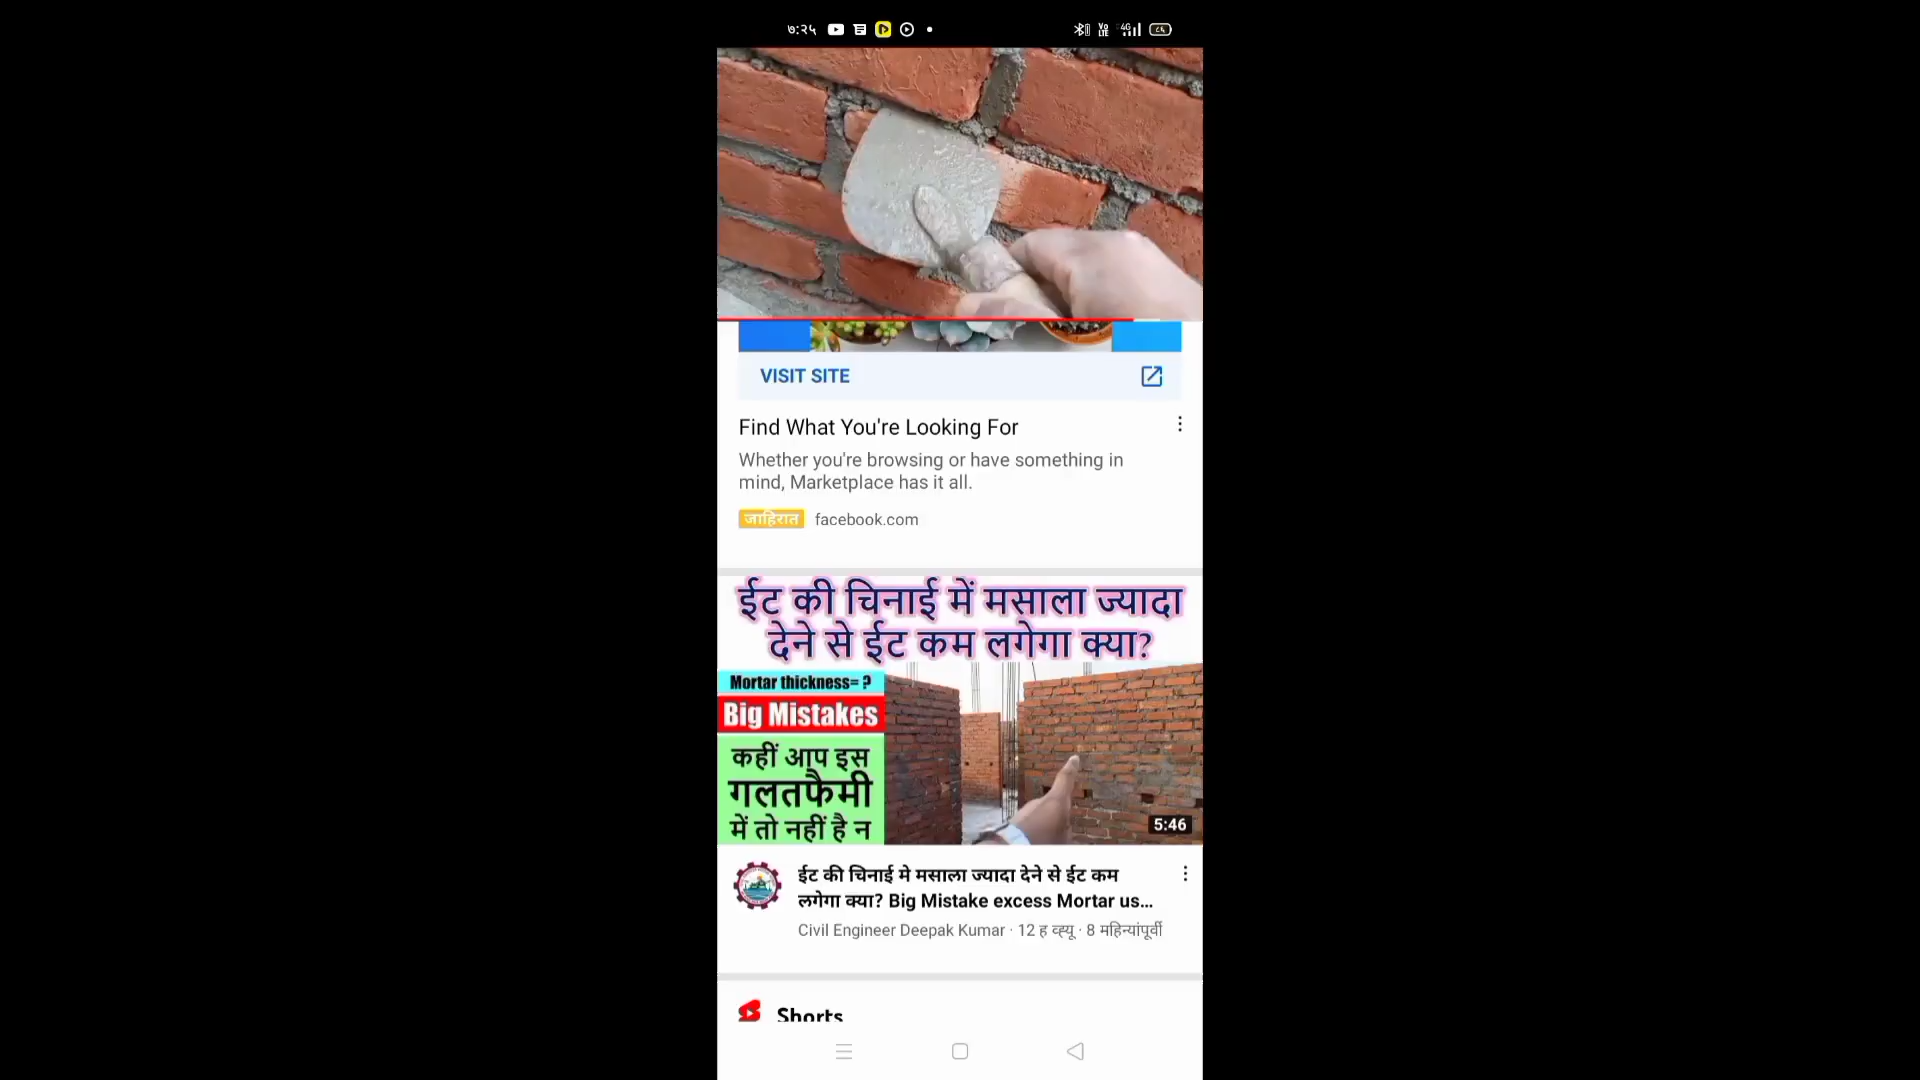 ७:२५
VISIT SITE
Find What You're Looking For
Whether you're browsing or have something in
mind, Marketplace has it all.
जाहिरात facebook.com
ईट की चिनाई में मसाला ज्यादा
देने से ईट कम लगेगा क्या?
Mortar thickness= ?
Big Mistakes
कहीं आप इस
गलतफैमी
में तो नहीं है न
5:46
ईट की चिनाई मे मसाला ज्यादा देने से ईट कम
लगेगा क्या? Big Mistake excess Mortar us...
Civil Engineer Deepak Kumar · 12 ह व्ह्यू · 8 महिन्यांपूर्वी
Shorts